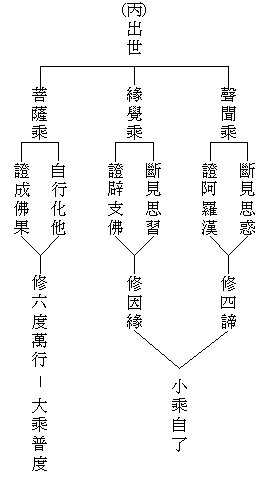 (丙)出世
聲聞乘
緣覺乘
菩薩乘
斷見思惑
證阿羅漢
斷見思習
證辟支佛
自行化他
證成佛果
修四諦
修因緣
修六度萬行－大乘普度
小乘自了